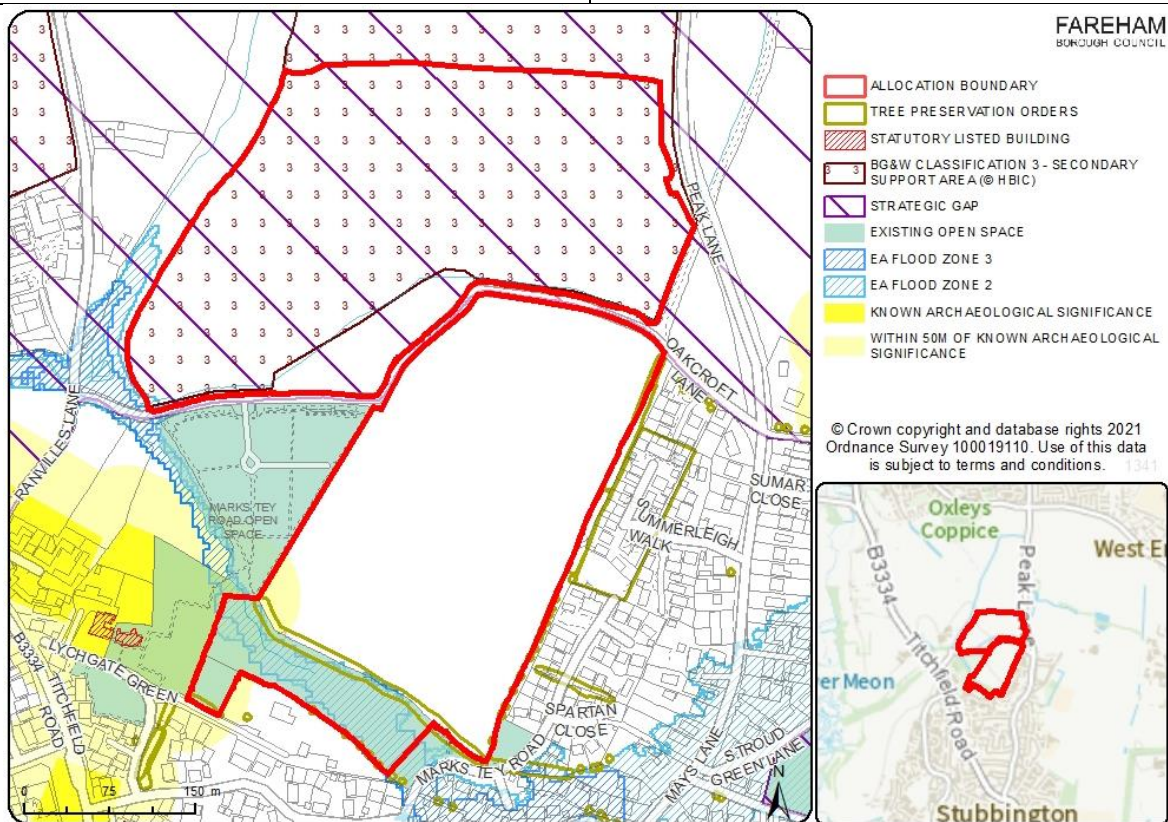 FAREHAM
BOROUGH COUNCIL
ALLOCATION BOUNDARY
TREE PRESERVATION ORDERS
STATUTORY LISTED BUILDING
3 3
BG&W CLASSIFICATION 3 - SECONDARY
SUPPORT AREA (© HBIC)
STRATEGIC GAP
EXISTING OPEN SPACE
EA FLOOD ZONE 3
EA FLOOD ZONE 2
KNOWN ARCHAEOLOGICAL SIGNIFICANCE
WITHIN 50M OF KNOWN ARCHAEOLOGICAL
SIGNIFICANCE
© Crown copyright and database rights 2021
Ordnance Survey 100019110. Use of this data
is subject to terms and conditions.
1341
PEAK LANE
OAKCROFT
LANE
RANVILLES LANE
MARKS TEY
ROAD OPEN
SPACE
SUMAR
CLOSE
SUMMERLEIGH
WALK
LYCHGATE GREEN
B3334 TITCHFIELD
ROAD
SPARTAN
CLOSE
MARKS TEY ROAD
MAYS LANE
STROUD
GREEN LANE
N
0 75 150 m
Oxleys
Coppice
B3334
Peak Lane
West E
Titchfield Road
er Meon
Stubbington